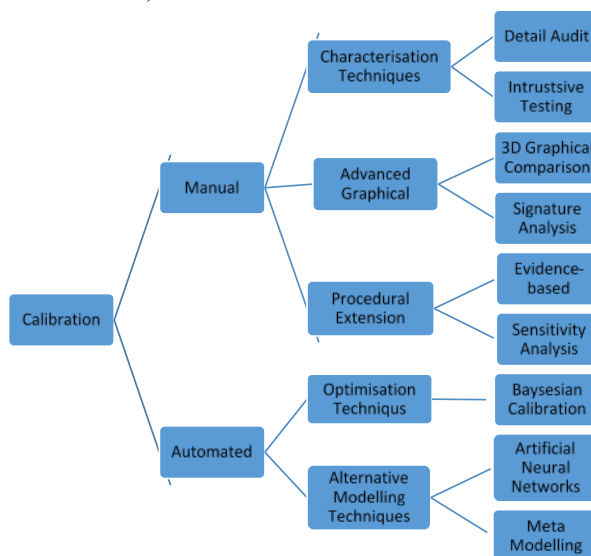 Detail Audit
Characterisation
Techniques
Intrustsive
Testing
3D Graphical
Comparison
Manual
Advanced
Graphical
Signature
Analysis
Evidence-
based
Calibration
Procedural
Extension
Sensitivity
Analysis
Optimisation
Techniqus
Baysesian
Calibration
Automated
Artificial
Neural
Networks
Alternative
Modelling
Techniques
Meta
Modelling